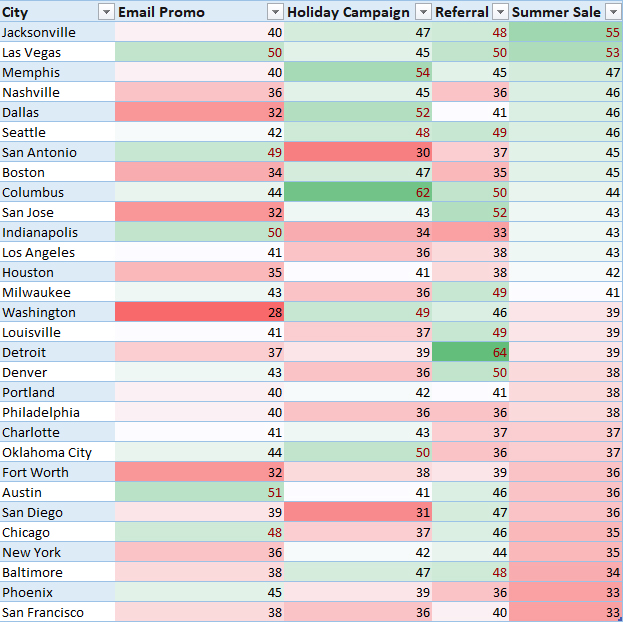 City Email Promo Holiday Campaign Referral Summer Sale
Jacksonville 40 47 48 55
Las Vegas 50 45 50 53
Memphis 40 54 45 47
Nashville 36 45 36 46
Dallas 32 52 41 46
Seattle 42 48 49 46
San Antonio 49 30 37 45
Boston 34 47 35 45
Columbus 44 62 50 44
San Jose 32 43 52 43
Indianapolis 50 34 33 43
Los Angeles 41 36 38 43
Houston 35 41 38 42
Milwaukee 43 36 49 41
Washington 28 49 46 39
Louisville 41 37 49 39
Detroit 37 39 64 39
Denver 43 36 50 38
Portland 40 42 41 38
Philadelphia 40 36 36 38
Charlotte 41 43 37 37
Oklahoma City 44 50 36 37
Fort Worth 32 38 39 36
Austin 51 41 46 36
San Diego 39 31 47 36
Chicago 48 37 46 35
New York 36 42 44 35
Baltimore 38 47 48 34
Phoenix 45 39 36 33
San Francisco 38 36 40 33